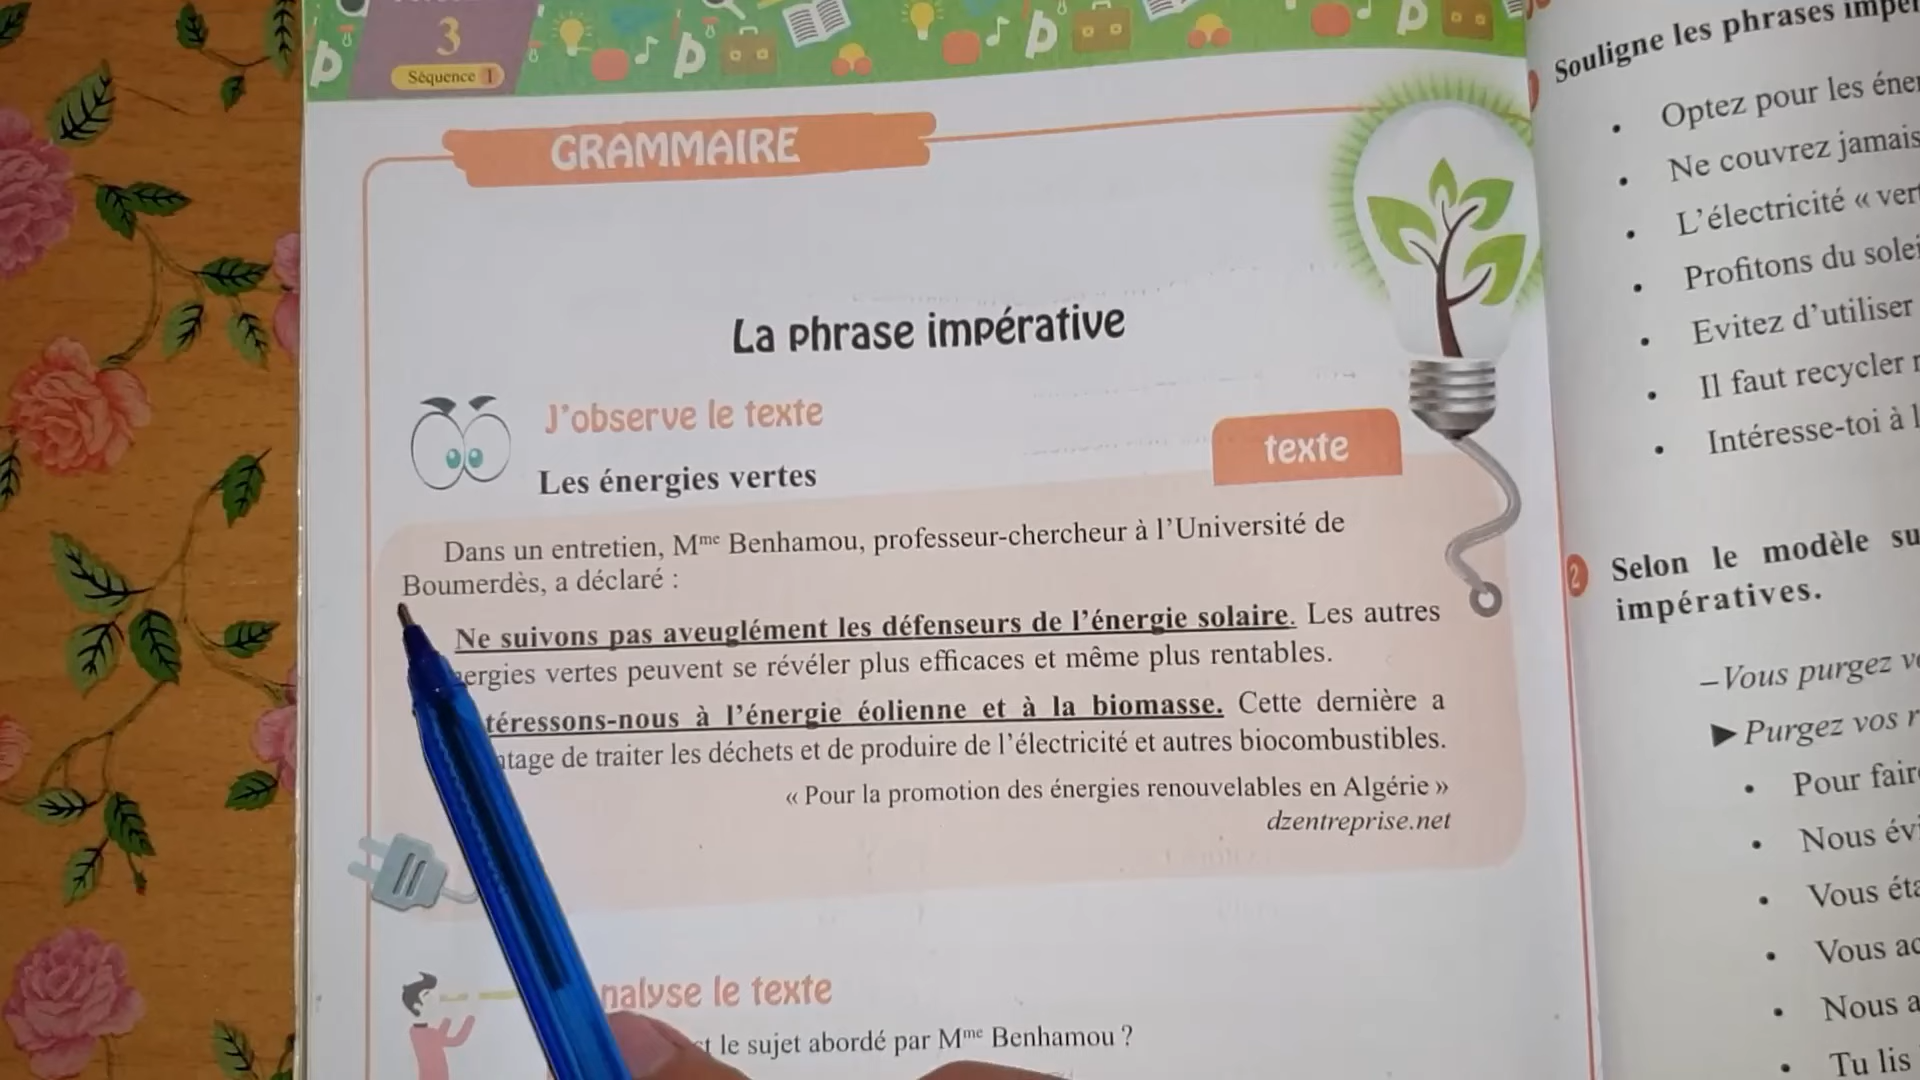 3
Séquence 1
GRAMMAIRE
La phrase impérative
J'observe le texte
texte
Les énergies vertes
Dans un entretien, Mme Benhamou, professeur-chercheur à l'Université de
Boumerdès, a déclaré :
Ne suivons pas aveuglément les défenseurs de l'énergie solaire. Les autres
vertes peuvent se révéler plus efficaces et même plus rentables.
à l'énergie éolienne et à la biomasse. Cette dernière a
de traiter les déchets et de produire de l'électricité et autres biocombustibles.
« Pour la promotion des énergies renouvelables en Algérie »
dzentreprise.net
le texte
le sujet abordé par Mme Benhamou ?
Souligne les phrases
• Optez pour les
• Ne couvrez jamais
• L'électricité «
• Profitons du
• Evitez d'utiliser
• Il faut recycler
• Intéresse-toi à
2 Selon le modèle
impératives.
–Vous purgez
► Purgez vos
• Pour
• Nous
• Vous
• Vous
• Nous
• Tu lis